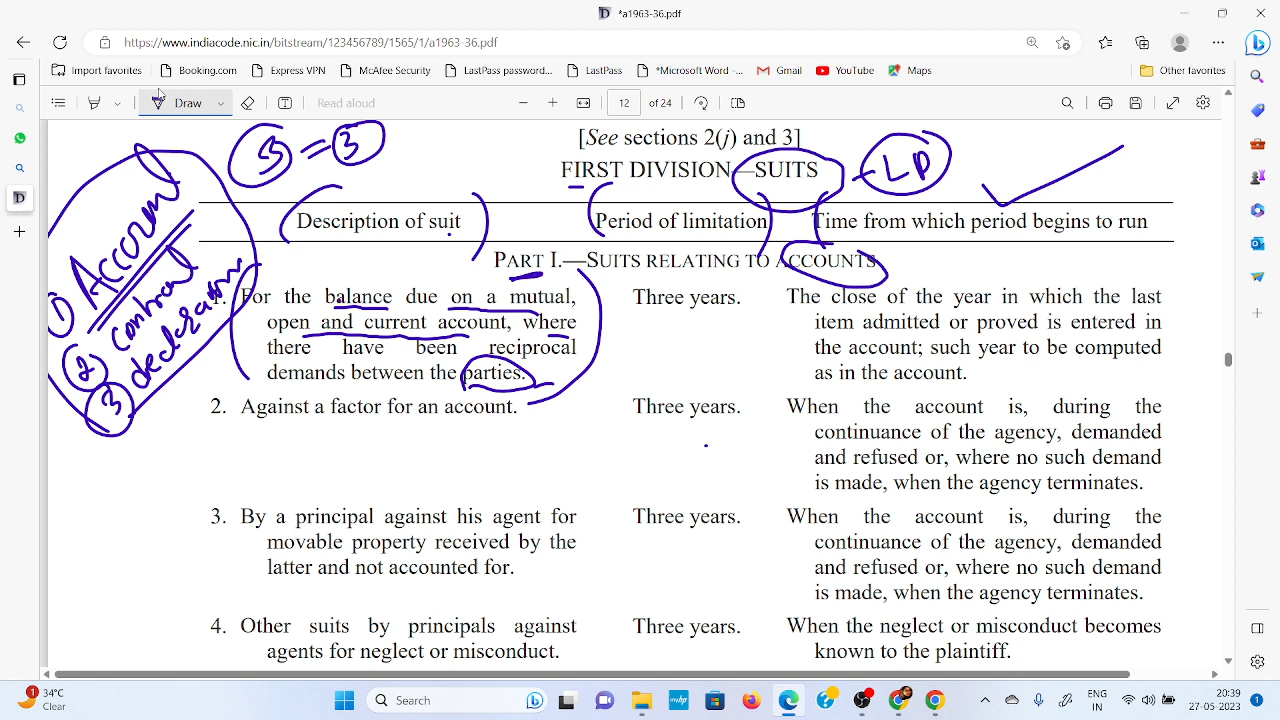 *a1963-36.pdf
https://www.indiacode.nic.in/bitstream/123456789/1565/1/a1963-36.pdf
Import favorites Booking.com Express VPN McAfee Security LastPass password... LastPass *Microsoft Word -... Gmail YouTube Maps Other favorites
Draw Read aloud 12 of 24
[See sections 2(j) and 3]
FIRST DIVISION—SUITS
LP
= 3
Description of suit Period of limitation Time from which period begins to run
PART I.—SUITS RELATING TO ACCOUNTS
1) Account
2
3 declaration
1. For the balance due on a mutual, Three years. The close of the year in which the last
open and current account, where item admitted or proved is entered in
there have been reciprocal the account; such year to be computed
demands between the parties. as in the account.
2. Against a factor for an account. Three years. When the account is, during the
continuance of the agency, demanded
and refused or, where no such demand
is made, when the agency terminates.
3. By a principal against his agent for Three years. When the account is, during the
movable property received by the continuance of the agency, demanded
latter and not accounted for. and refused or, where no such demand
is made, when the agency terminates.
4. Other suits by principals against Three years. When the neglect or misconduct becomes
agents for neglect or misconduct. known to the plaintiff.
1 34°C
Clear
Search
ENG
IN
20:39
27-05-2023